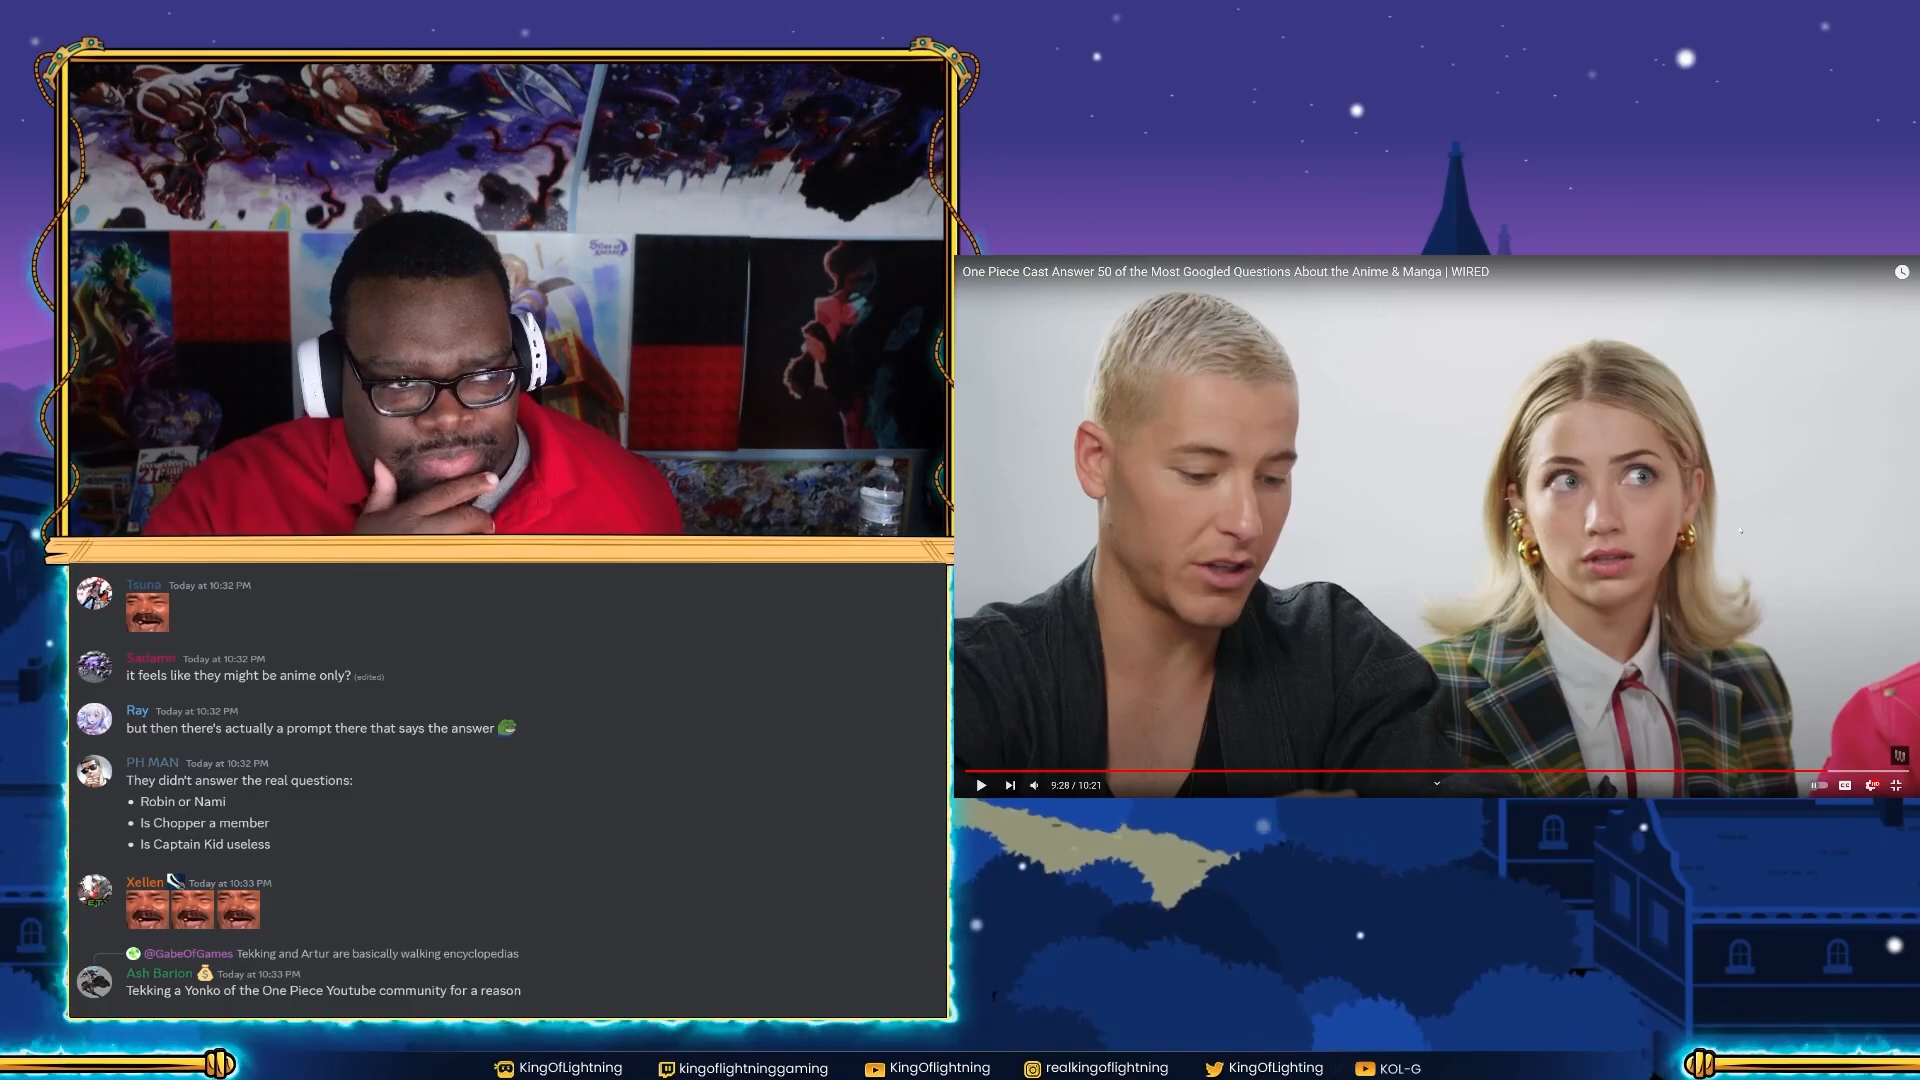 One Piece Cast Answer 50 of the Most Googled Questions About the Anime & Manga | WIRED
Tsuna Today at 10:32 PM
Sadamn Today at 10:32 PM
it feels like they might be anime only? (edited)
Ray Today at 10:32 PM
but then there's actually a prompt there that says the answer
PH MAN Today at 10:32 PM
They didn't answer the real questions:
• Robin or Nami
• Is Chopper a member
• Is Captain Kid useless
Xellen Today at 10:33 PM
@GabeOfGames Tekking and Artur are basically walking encyclopedias
Ash Barion Today at 10:33 PM
Tekking a Yonko of the One Piece Youtube community for a reason
9:28 / 10:21
CC
HD
KingOfLightning
kingoflightninggaming
KingOflightning
realkingoflightning
KingOfLighting
KOL-G